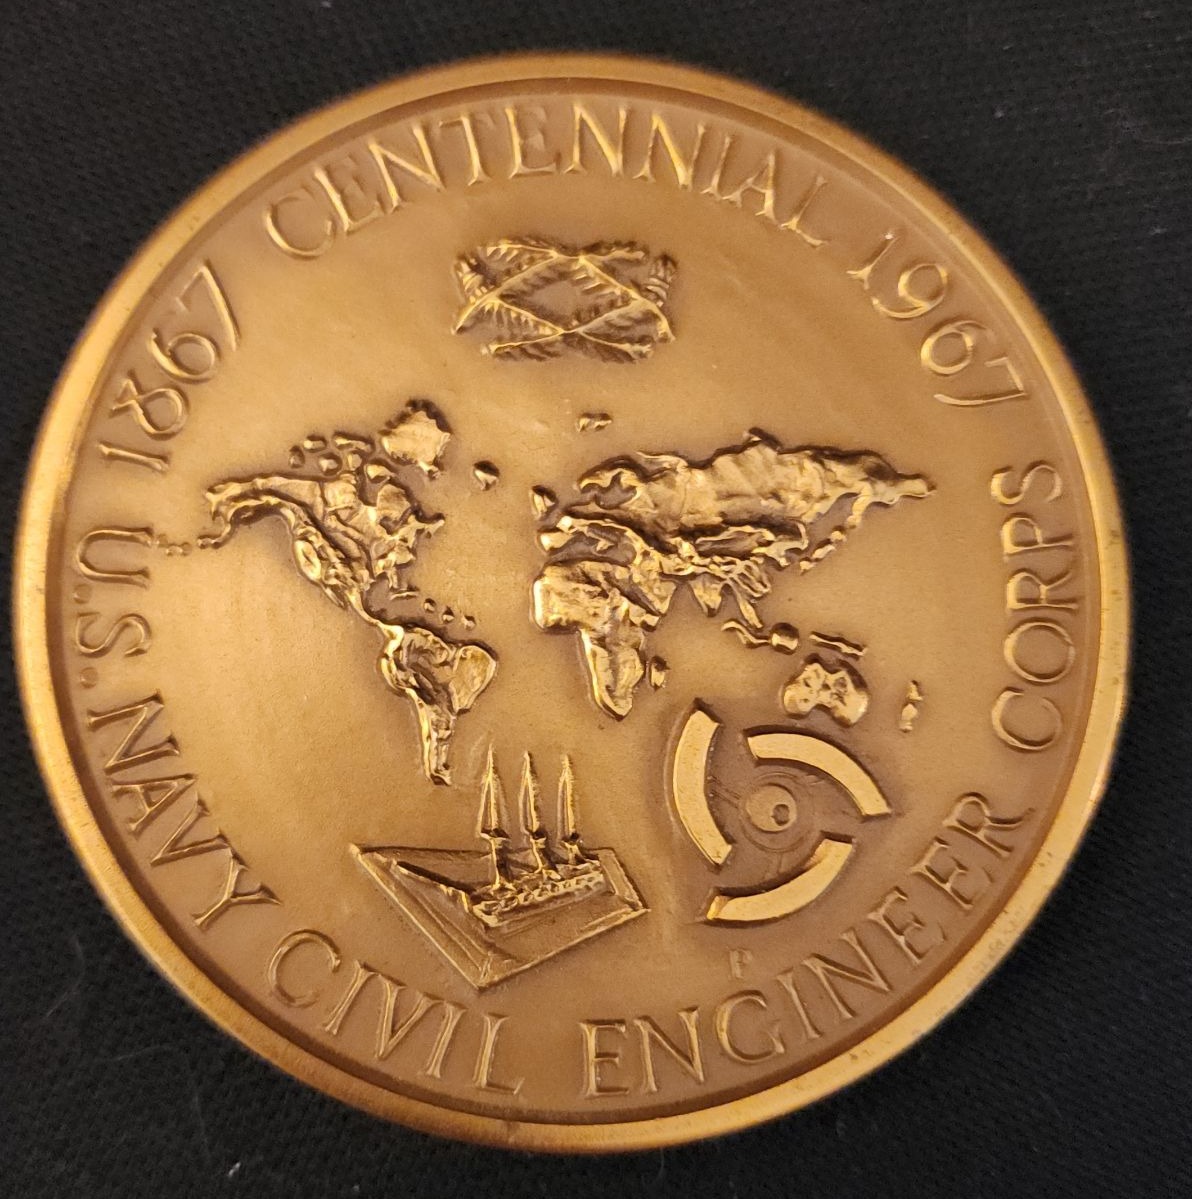 1867 CENTENNIAL 1967
U.S. NAVY CIVIL ENGINEER CORPS
P